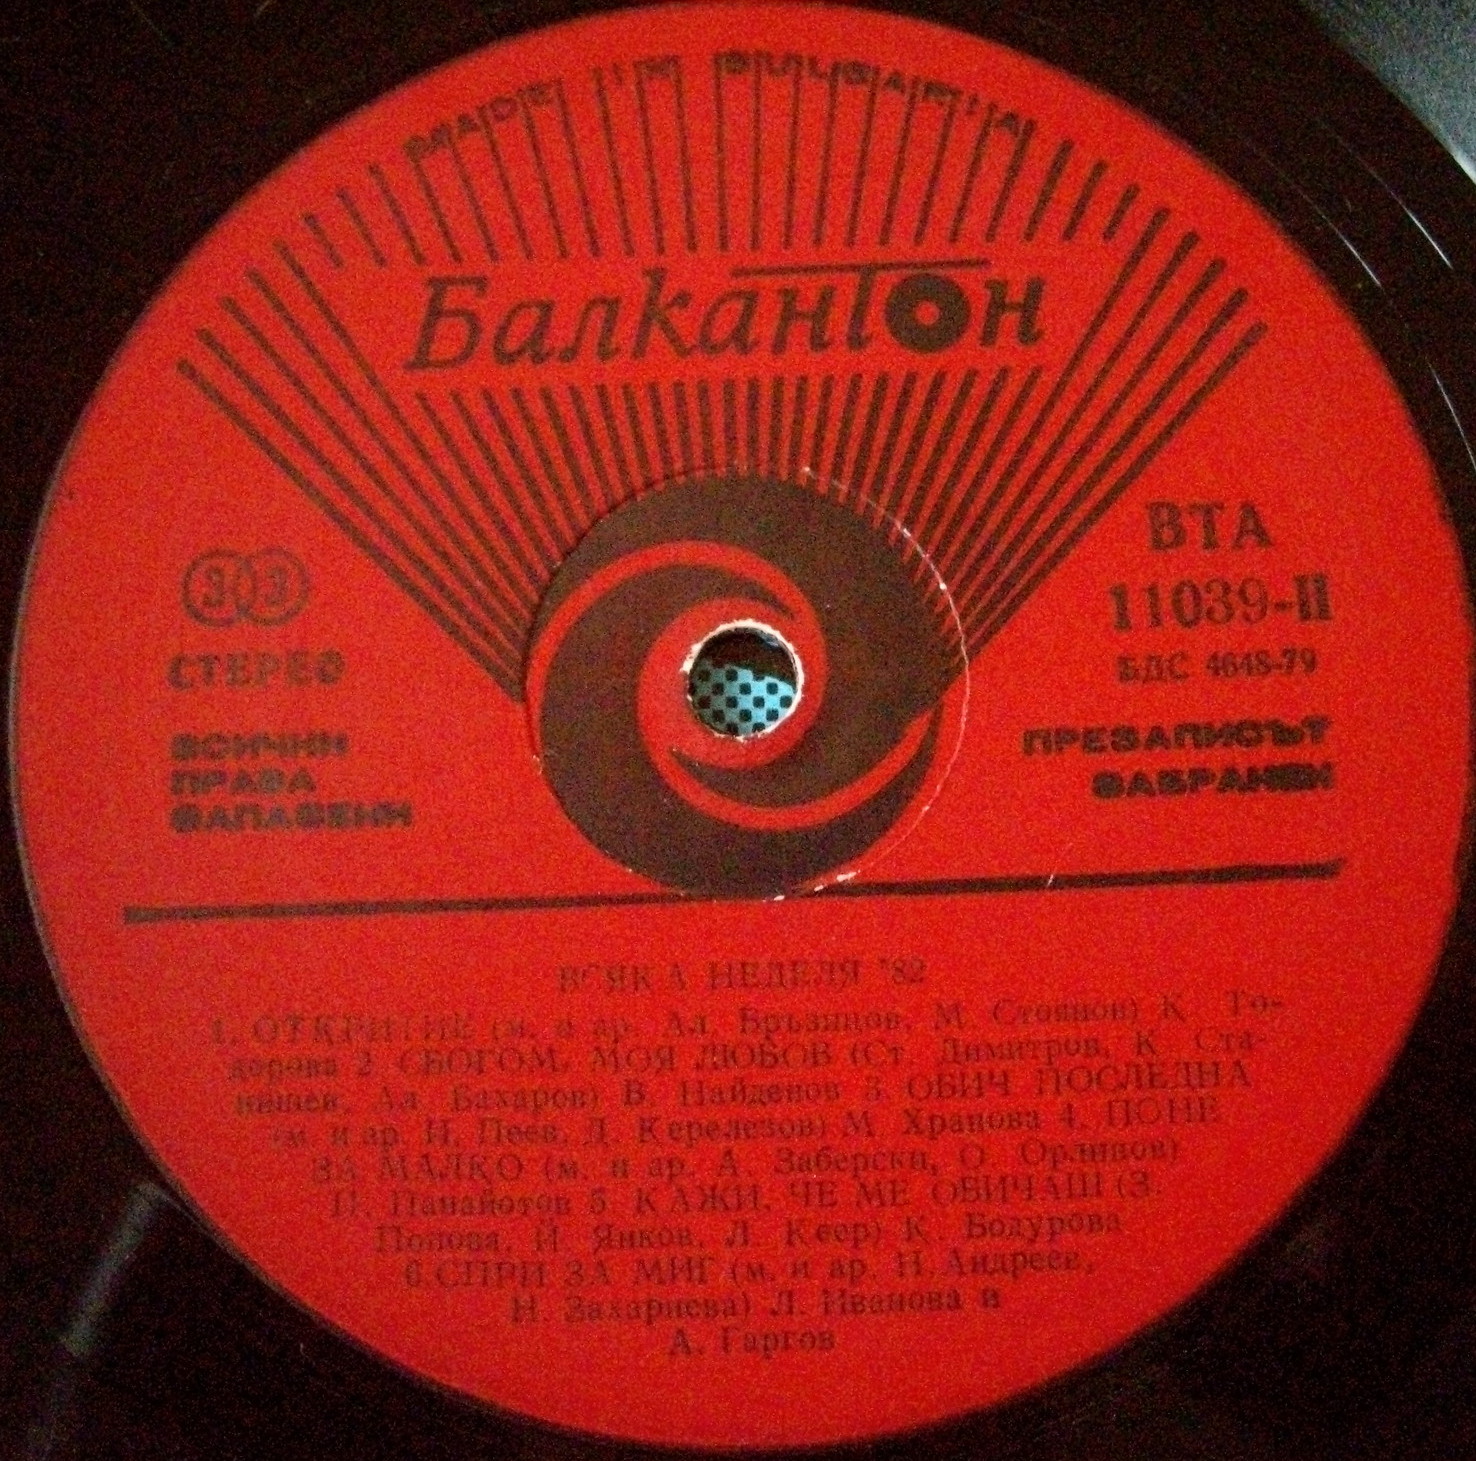 MADE IN BULGARIA
Балкантон
ВТА
11039-II
БДС 4648-79
33
СТЕРЕО
ВСИЧКИ
ПРАВА
ЗАПАЗЕНИ
ПРЕЗАПИСЪТ
ЗАБРАНЕН
ВСЯКА НЕДЕЛЯ '82
1. ОТКРИТИЕ (м. и ар. Ал. Бръзицов, М. Стоянов) К. То-
дорова 2. СБОГОМ, МОЯ ЛЮБОВ (Ст. Димитров, К. Ста-
нишев, Ал. Бахаров) В. Найденов 3. ОБИЧ ПОСЛЕДНА
(м. и ар. Н. Пеев, Д. Керелезов) М. Хранова 4. ПОНЕ
ЗА МАЛКО (м. и ар. А. Заберски, О. Орлинов)
П. Панайотов 5. КАЖИ, ЧЕ МЕ ОБИЧАШ (З.
Попова, Й. Янков, Л. Кеер) К. Бодурова
6. СПРИ ЗА МИГ (м. и ар. Н. Андреев,
Н. Захариева) Л. Иванова и
А. Гаргов